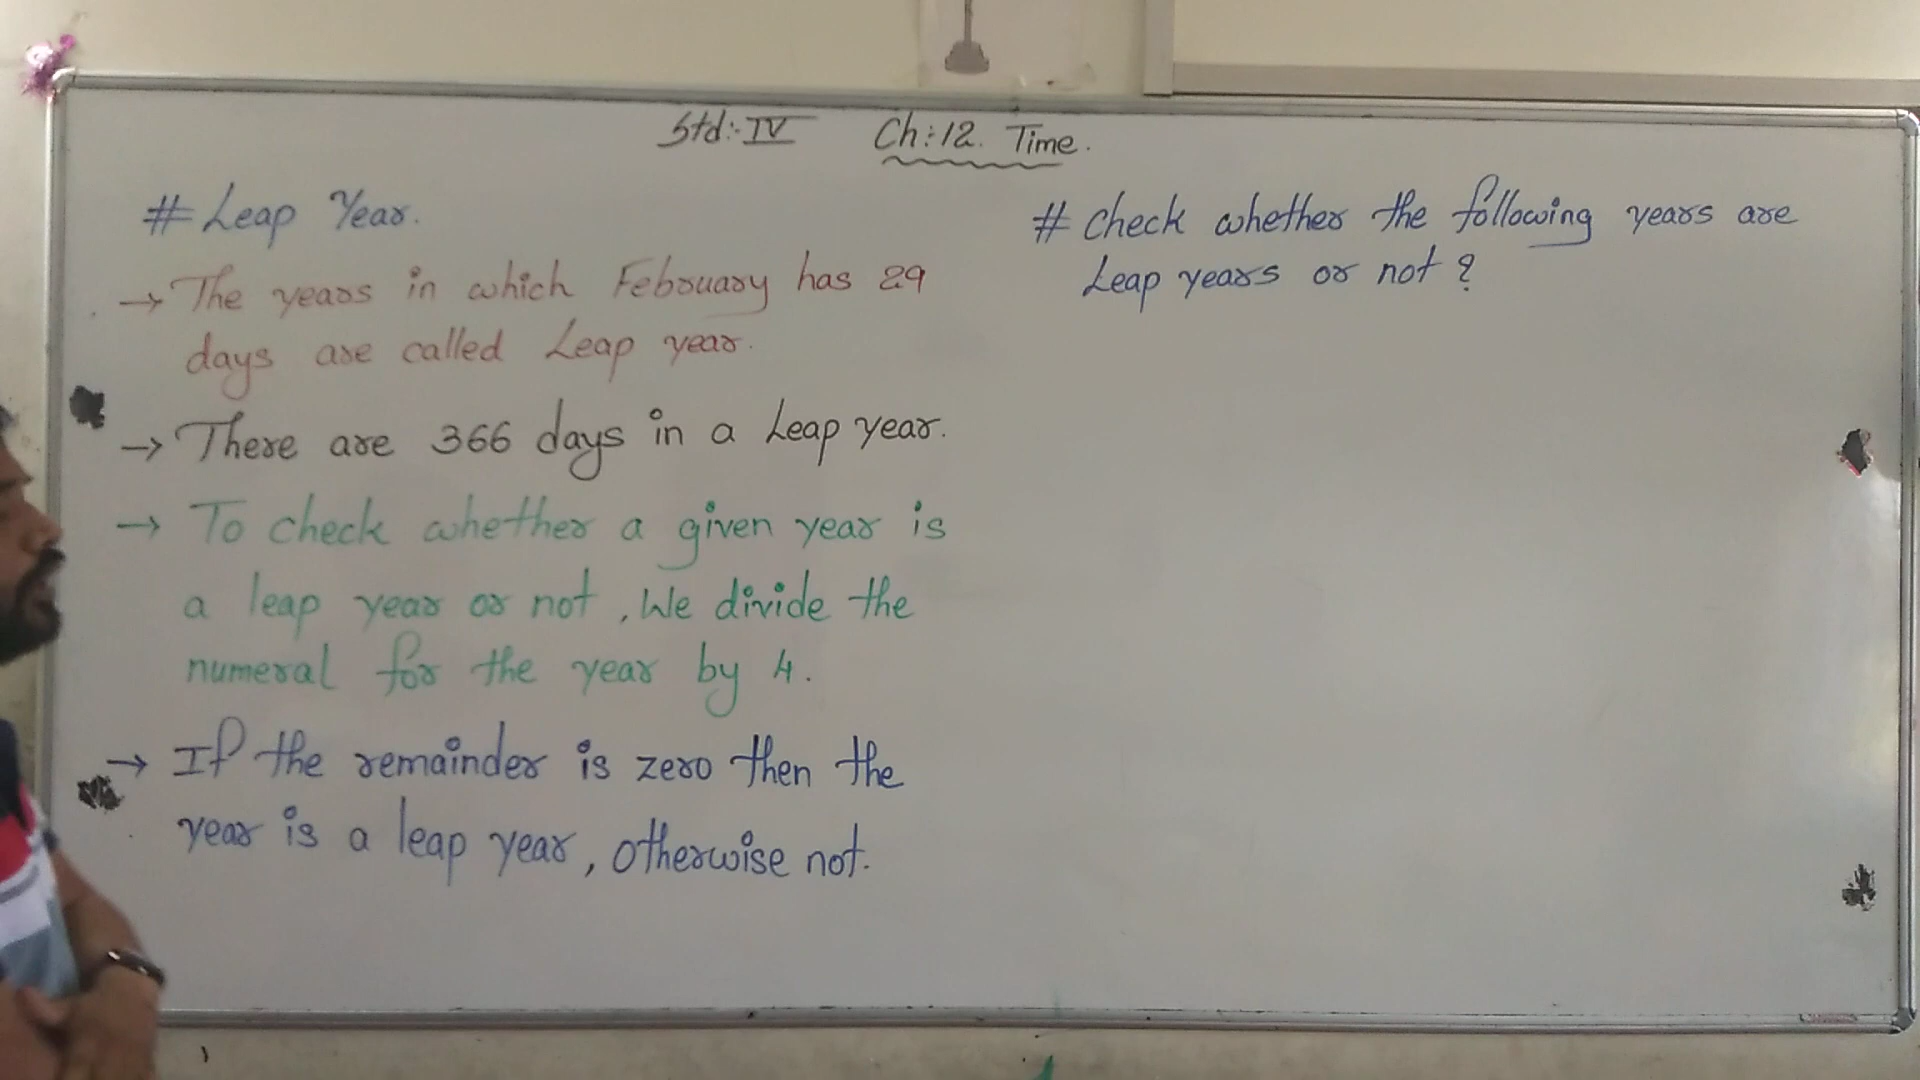 Std:- IV Ch:12. Time.
# Leap Year.
→ The years in which February has 29
days are called Leap year.
→ There are 366 days in a Leap year.
→ To check whether a given year is
a leap year or not, We divide the
numeral for the year by 4.
→ If the remainder is zero then the
year is a leap year, otherwise not.
# Check whether the following years are
Leap years or not ?